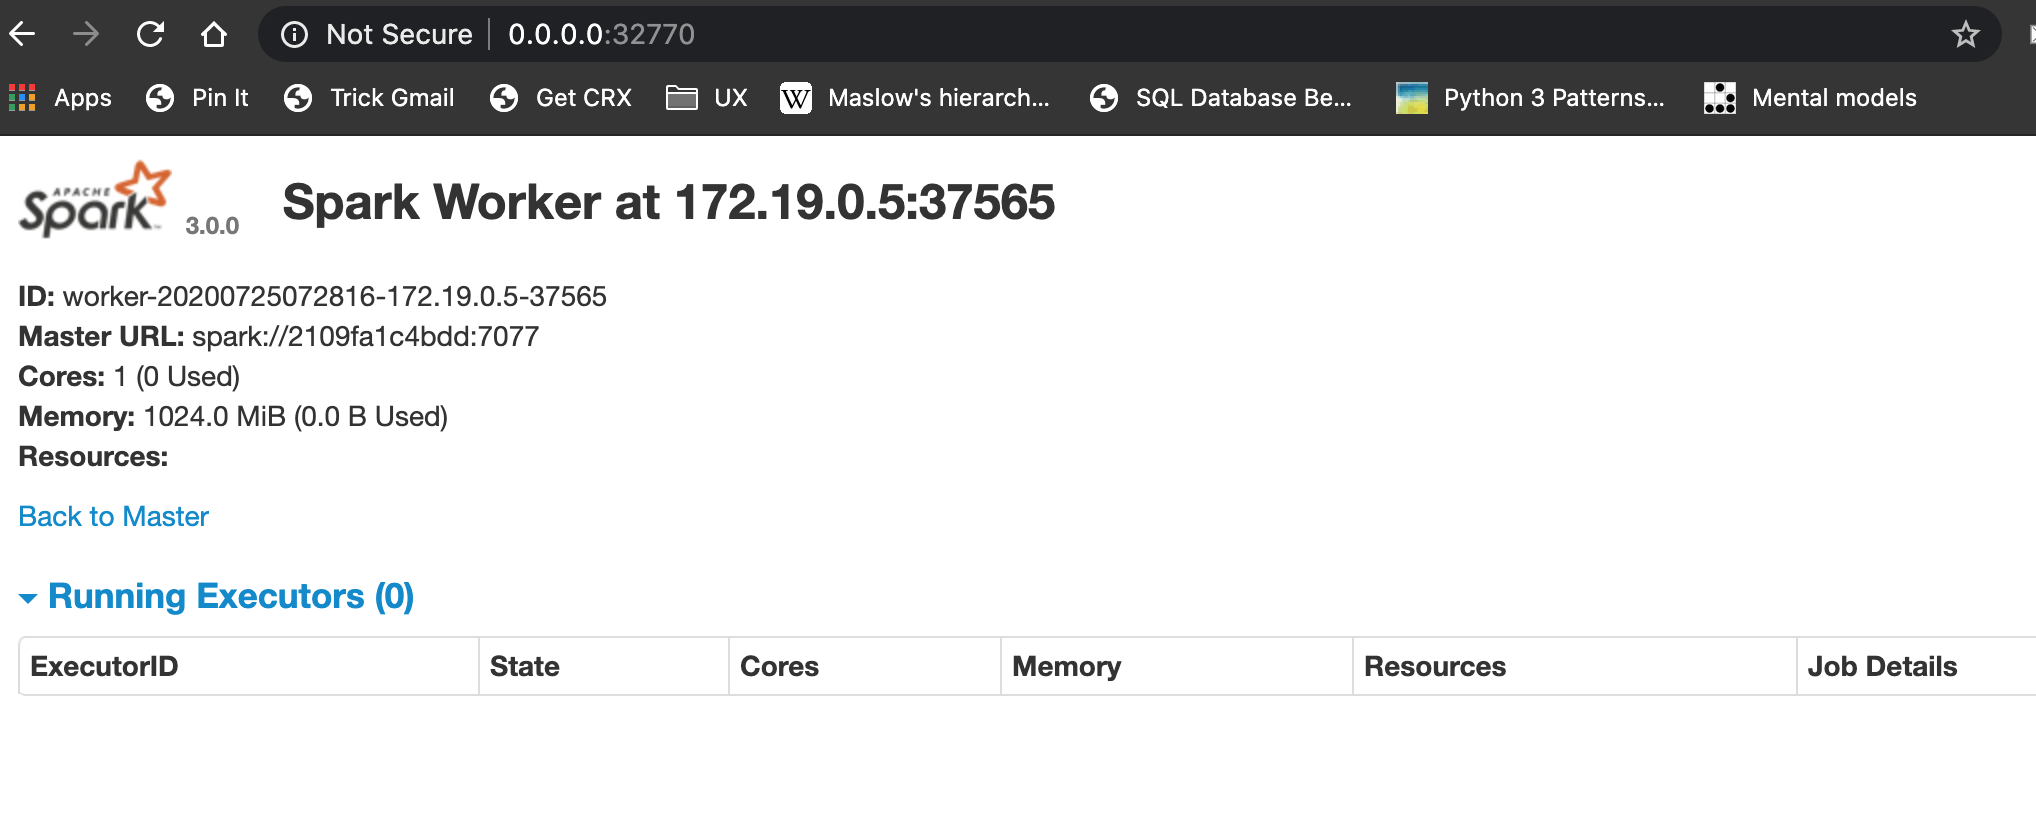 Not Secure 0.0.0.0:32770
Apps Pin It Trick Gmail Get CRX UX Maslow's hierarch... SQL Database Be... Python 3 Patterns... Mental models
APACHE Spark™ 3.0.0 Spark Worker at 172.19.0.5:37565
ID: worker-20200725072816-172.19.0.5-37565
Master URL: spark://2109fa1c4bdd:7077
Cores: 1 (0 Used)
Memory: 1024.0 MiB (0.0 B Used)
Resources:
Back to Master
Running Executors (0)
ExecutorID State Cores Memory Resources Job Details